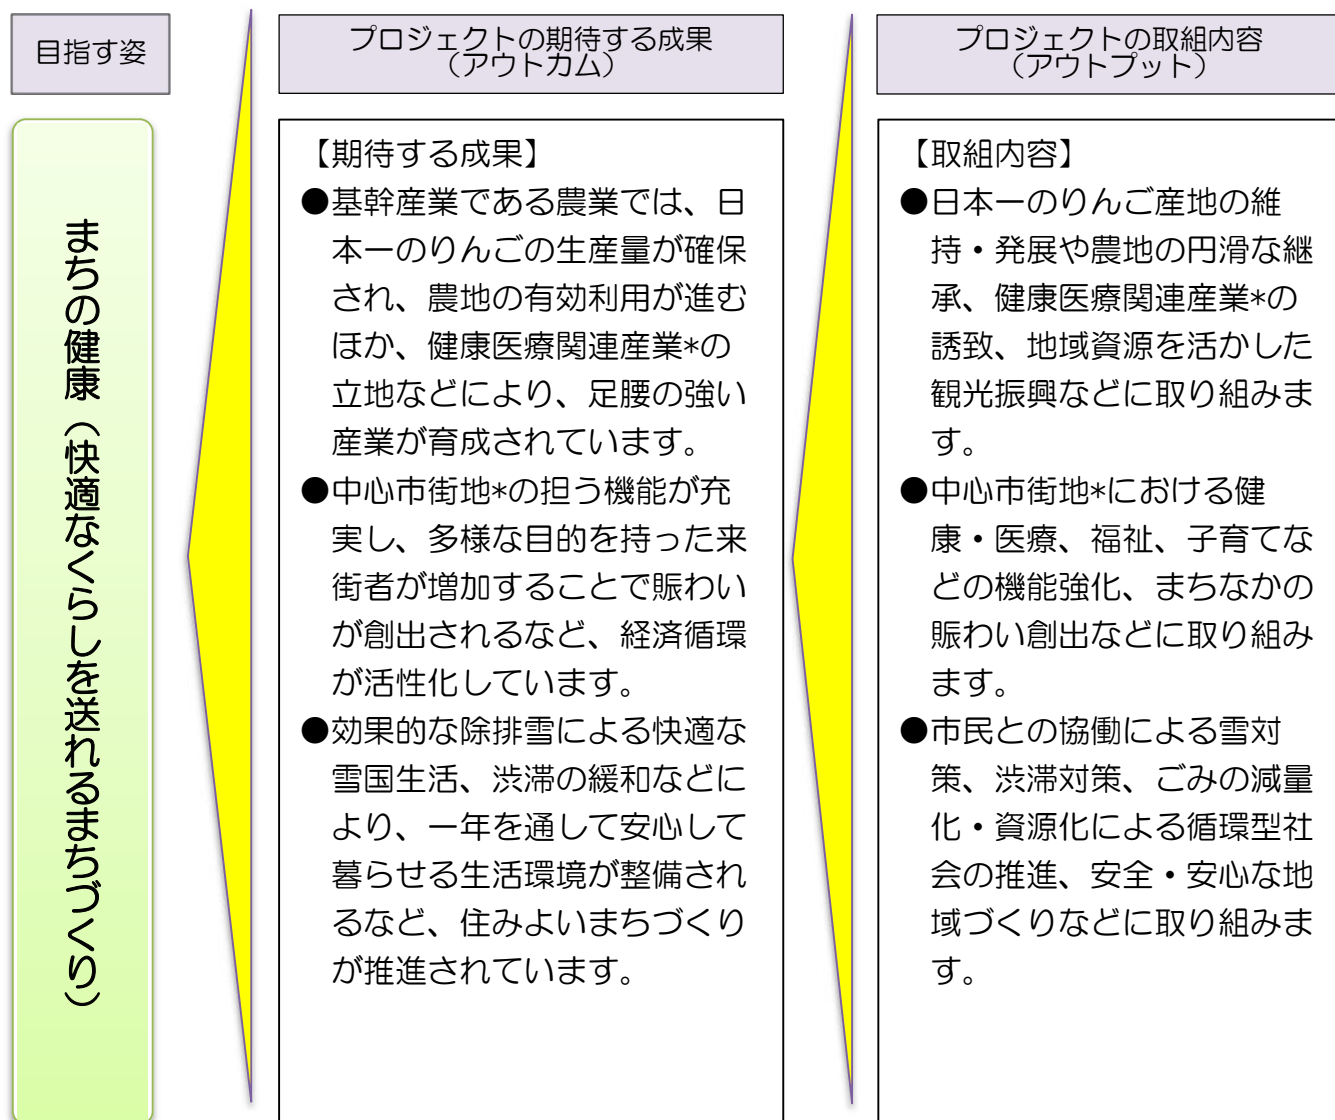 目指す姿
まちの健康（快適なくらしを送れるまちづくり）
プロジェクトの期待する成果
（アウトカム）
【期待する成果】
●基幹産業である農業では、日
本一のりんごの生産量が確保
され、農地の有効利用が進む
ほか、健康医療関連産業*の
立地などにより、足腰の強い
産業が育成されています。
●中心市街地*の担う機能が充
実し、多様な目的を持った来
街者が増加することで賑わい
が創出されるなど、経済循環
が活性化しています。
●効果的な除排雪による快適な
雪国生活、渋滞の緩和などに
より、一年を通して安心して
暮らせる生活環境が整備され
るなど、住みよいまちづくり
が推進されています。
プロジェクトの取組内容
（アウトプット）
【取組内容】
●日本一のりんご産地の維
持・発展や農地の円滑な継
承、健康医療関連産業*の
誘致、地域資源を活かした
観光振興などに取り組みま
す。
●中心市街地*における健
康・医療、福祉、子育てな
どの機能強化、まちなかの
賑わい創出などに取り組み
ます。
●市民との協働による雪対
策、渋滞対策、ごみの減量
化・資源化による循環型社
会の推進、安全・安心な地
域づくりなどに取り組みま
す。